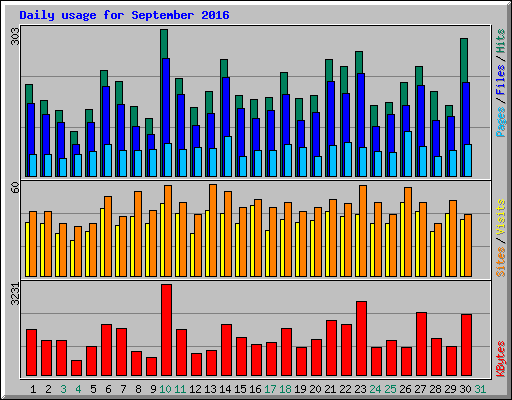 Daily usage for September 2016
303
Pages / Files / Hits
60
Sites / Visits
3231
KBytes
1 2 3 4 5 6 7 8 9 10 11 12 13 14 15 16 17 18 19 20 21 22 23 24 25 26 27 28 29 30 31